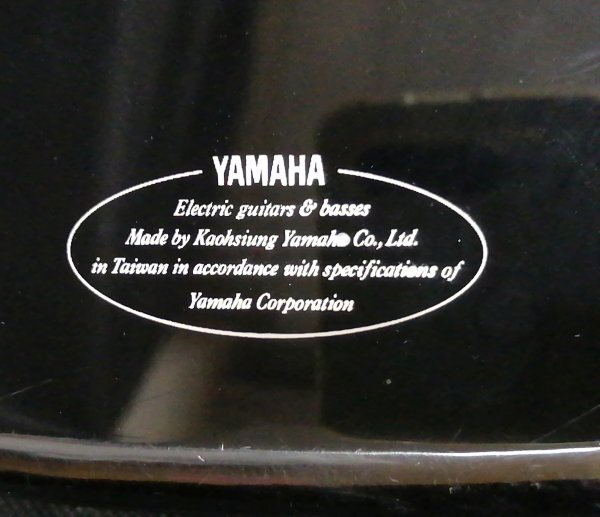 YAMAHA
Electric guitars & basses
Made by Kaohsiung Yamaha Co., Ltd.
in Taiwan in accordance with specifications of
Yamaha Corporation